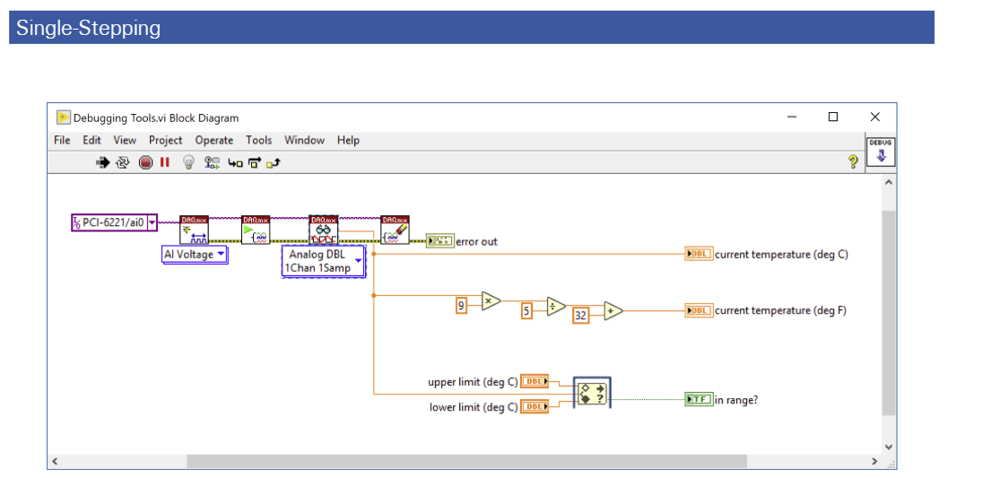 Single-Stepping
Debugging Tools.vi Block Diagram
File Edit View Project Operate Tools Window Help
DEBUG
I/O PCI-6221/ai0
DAQmx DAQmx DAQmx DAQmx
AI Voltage
Analog DBL
1Chan 1Samp
error out
DBL current temperature (deg C)
9 × 5 ÷ 32 +
DBL current temperature (deg F)
upper limit (deg C) DBL
lower limit (deg C) DBL
?
TF in range?